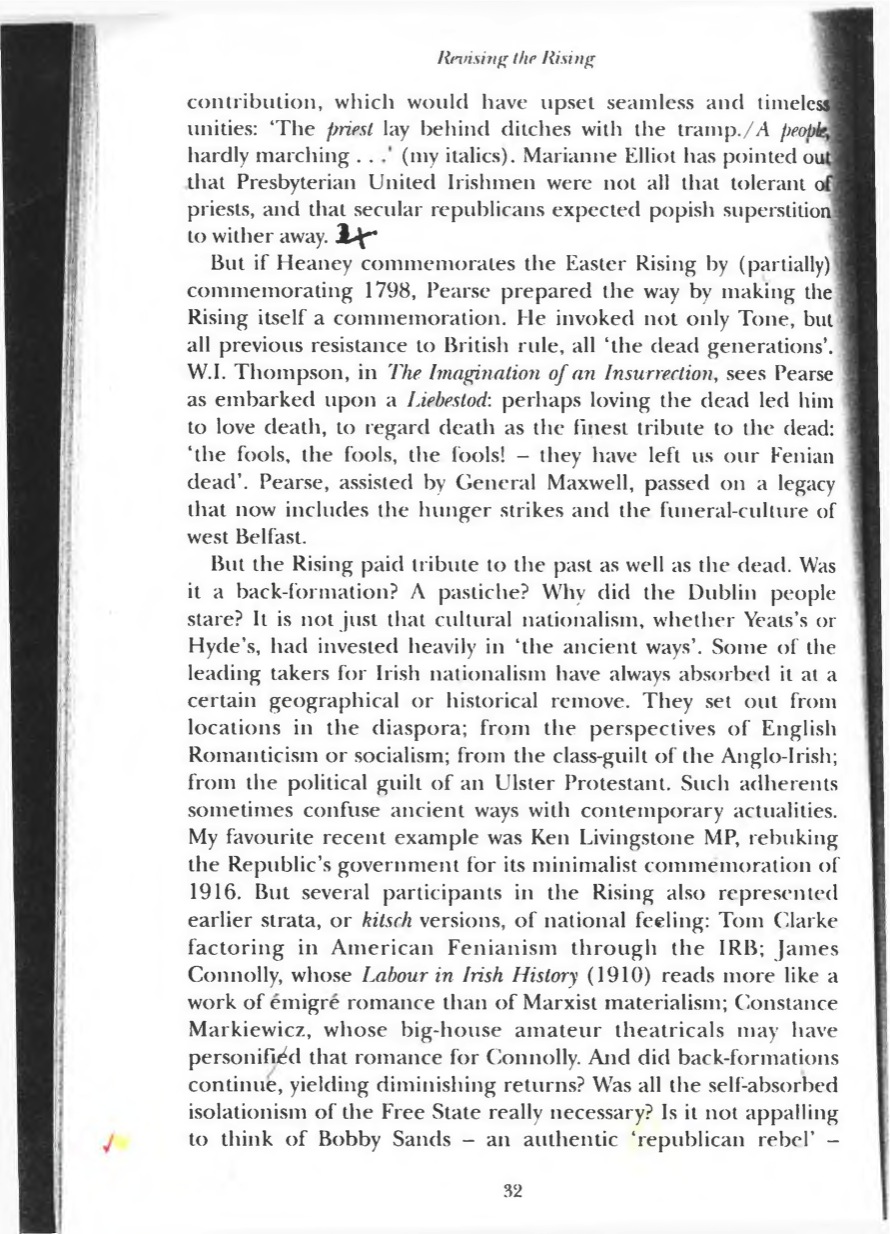 Revising the Rising
contribution, which would have upset seamless and timeless
unities: ‘The priest lay behind ditches with the tramp./A people,
hardly marching . . .’ (my italics). Marianne Elliot has pointed out
that Presbyterian United Irishmen were not all that tolerant of
priests, and that secular republicans expected popish superstition
to wither away.
But if Heaney commemorates the Easter Rising by (partially)
commemorating 1798, Pearse prepared the way by making the
Rising itself a commemoration. He invoked not only Tone, but
all previous resistance to British rule, all ‘the dead generations’.
W.I. Thompson, in The Imagination of an Insurrection, sees Pearse
as embarked upon a Liebestod: perhaps loving the dead led him
to love death, to regard death as the finest tribute to the dead:
‘the fools, the fools, the fools! – they have left us our Fenian
dead’. Pearse, assisted by General Maxwell, passed on a legacy
that now includes the hunger strikes and the funeral-culture of
west Belfast.
But the Rising paid tribute to the past as well as the dead. Was
it a back-formation? A pastiche? Why did the Dublin people
stare? It is not just that cultural nationalism, whether Yeats’s or
Hyde’s, had invested heavily in ‘the ancient ways’. Some of the
leading takers for Irish nationalism have always absorbed it at a
certain geographical or historical remove. They set out from
locations in the diaspora; from the perspectives of English
Romanticism or socialism; from the class-guilt of the Anglo-Irish;
from the political guilt of an Ulster Protestant. Such adherents
sometimes confuse ancient ways with contemporary actualities.
My favourite recent example was Ken Livingstone MP, rebuking
the Republic’s government for its minimalist commemoration of
1916. But several participants in the Rising also represented
earlier strata, or kitsch versions, of national feeling: Tom Clarke
factoring in American Fenianism through the IRB; James
Connolly, whose Labour in Irish History (1910) reads more like a
work of émigré romance than of Marxist materialism; Constance
Markiewicz, whose big-house amateur theatricals may have
personified that romance for Connolly. And did back-formations
continue, yielding diminishing returns? Was all the self-absorbed
isolationism of the Free State really necessary? Is it not appalling
to think of Bobby Sands – an authentic ‘republican rebel’ –
32